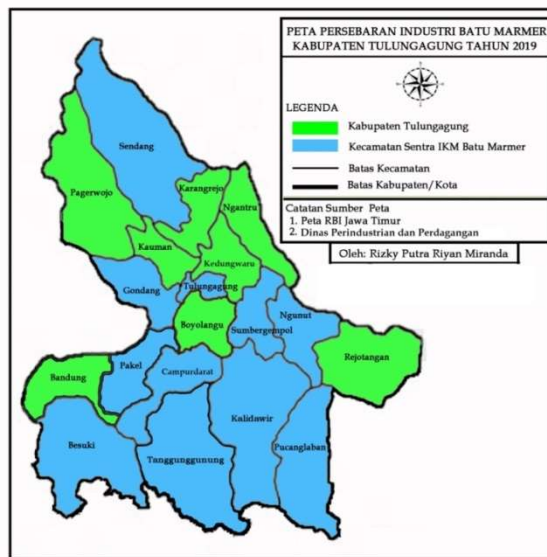 PETA PERSEBARAN INDUSTRI BATU MARMER
KABUPATEN TULUNGAGUNG TAHUN 2019
LEGENDA
Kabupaten Tulungagung
Kecamatan Sentra IKM Batu Marmer
Batas Kecamatan
Batas Kabupaten/Kota
Catatan Sumber Peta
1. Peta RBI Jawa Timur
2. Dinas Perindustrian dan Perdagangan
Oleh: Rizky Putra Riyan Miranda
Sendang
Pagerwojo
Karangrejo
Ngantru
Kauman
Kedungwaru
Gondang
Tulungagung
Boyolangu
Sumbergempol
Ngunut
Rejotangan
Bandung
Pakel
Campurdarat
Kalidawir
Besuki
Tanggunggunung
Pucanglaban